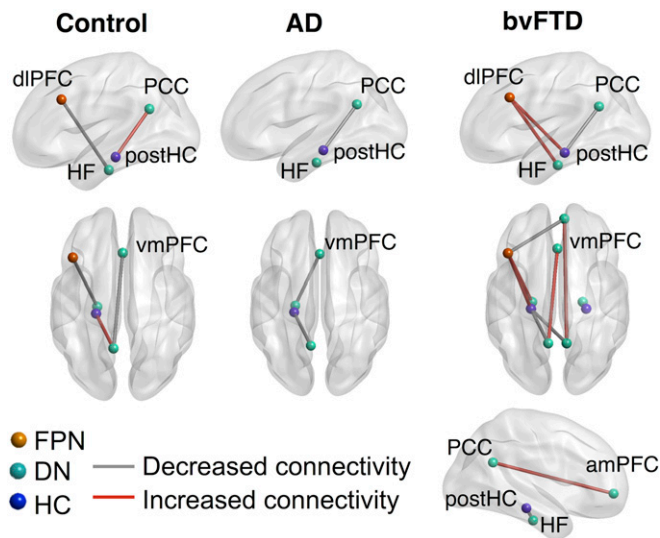 Control AD bvFTD
dlPFC PCC PCC dlPFC PCC
HF postHC HF postHC HF postHC
vmPFC vmPFC vmPFC
FPN
DN Decreased connectivity
HC Increased connectivity
PCC amPFC
postHC HF